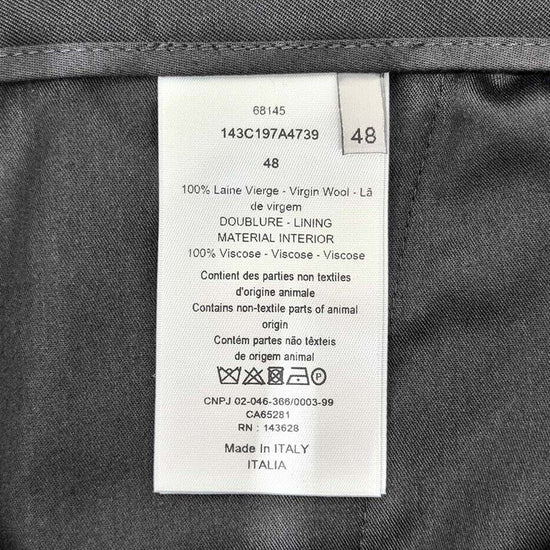 68145
143C197A4739
48
48
100% Laine Vierge - Virgin Wool - Lã
de virgem
DOUBLURE - LINING
MATERIAL INTERIOR
100% Viscose - Viscose - Viscose
Contient des parties non textiles
d'origine animale
Contains non-textile parts of animal
origin
Contém partes não têxteis
de origem animal
P
CNPJ 02-046-366/0003-99
CA65281
RN : 143628
Made In ITALY
ITALIA